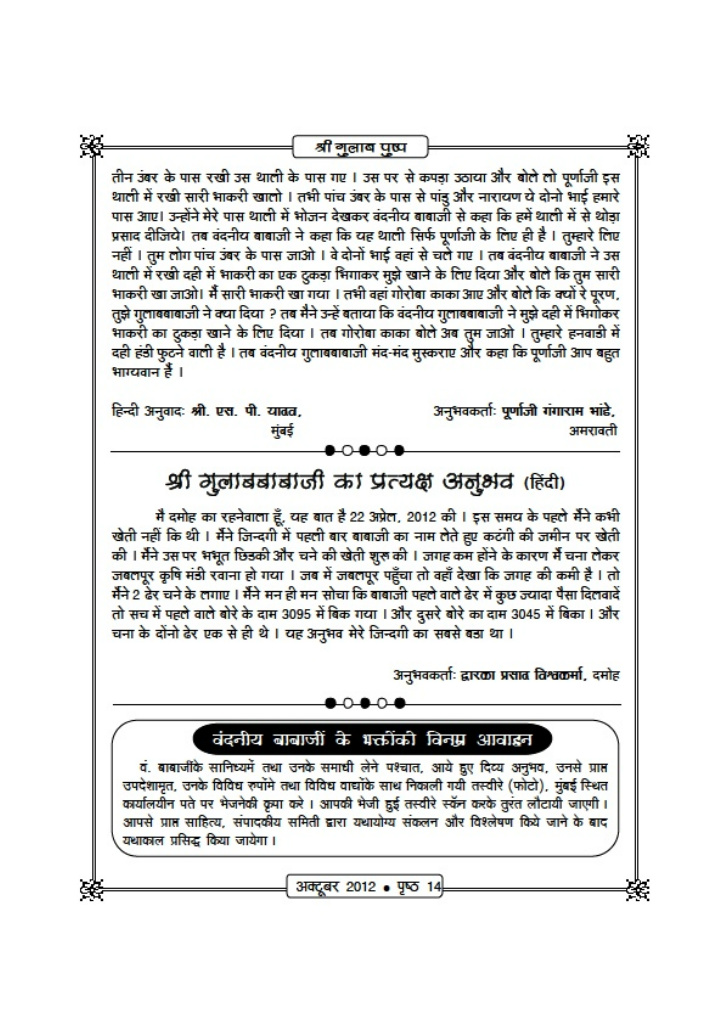 श्री गुलाब पुष्प
तीन उंबर के पास रखी उस थाली के पास गए । उस पर से कपड़ा उठाया और बोले लो पूर्णाजी इस
थाली में रखी सारी भाकरी खालो । तभी पांच उंबर के पास से पांडु और नारायण ये दोनो भाई हमारे
पास आए। उन्होंने मेरे पास थाली में भोजन देखकर वंदनीय बाबाजी से कहा कि हमें थाली में से थोड़ा
प्रसाद दीजिये। तब वंदनीय बाबाजी ने कहा कि यह थाली सिर्फ पूर्णाजी के लिए ही है । तुम्हारे लिए
नहीं । तुम लोग पांच उंबर के पास जाओ । वे दोनों भाई वहां से चले गए । तब वंदनीय बाबाजी ने उस
थाली में रखी दही में भाकरी का एक टुकड़ा भिगाकर मुझे खाने के लिए दिया और बोले कि तुम सारी
भाकरी खा जाओ। मैं सारी भाकरी खा गया । तभी वहां गोरोबा काका आए और बोले कि क्यों रे पूरण,
तुझे गुलाबबाबाजी ने क्या दिया ? तब मैने उन्हें बताया कि वंदनीय गुलाबबाबाजी ने मुझे दही में भिगोकर
भाकरी का टुकड़ा खाने के लिए दिया । तब गोरोबा काका बोले अब तुम जाओ । तुम्हारे हनवाडी में
दही हंडी फुटने वाली है । तब वंदनीय गुलाबबाबाजी मंद-मंद मुस्कराए और कहा कि पूर्णाजी आप बहुत
भाग्यवान हैं ।
हिन्दी अनुवादः श्री. एस. पी. यादव, अनुभवकर्ताः पूर्णाजी गंगाराम भांडे,
मुंबई अमरावती
श्री गुलाबबाबाजी का प्रत्यक्ष अनुभव (हिंदी)
मै दमोह का रहनेवाला हूँ, यह बात है 22 अप्रेल, 2012 की । इस समय के पहले मैंने कभी
खेती नहीं कि थी । मैंने जिन्दगी में पहली बार बाबाजी का नाम लेते हुए कटंगी की जमीन पर खेती
की । मैंने उस पर भभूत छिडकी और चने की खेती शुरू की । जगह कम होंने के कारण मैं चना लेकर
जबलपूर कृषि मंडी रवाना हो गया । जब में जबलपूर पहुँचा तो वहाँ देखा कि जगह की कमी है । तो
मैंने 2 ढेर चने के लगाए । मैंने मन ही मन सोचा कि बाबाजी पहले वाले ढेर में कुछ ज्यादा पैसा दिलवादें
तो सच में पहले वाले बोरे के दाम 3095 में बिक गया । और दुसरे बोरे का दाम 3045 में बिका । और
चना के दोंनो ढेर एक से ही थे । यह अनुभव मेरे जिन्दगी का सबसे बडा था ।
अनुभवकर्ताः द्वारका प्रसाद विश्वकर्मा, दमोह
वंदनीय बाबाजीं के भक्तींको विनम्र आवाहन
वं. बाबाजींके सानिध्यमें तथा उनके समाधी लेने पश्चात, आये हुए दिव्य अनुभव, उनसे प्राप्त
उपदेशामृत, उनके विविध रुपोंमे तथा विविध वाद्योंके साथ निकाली गयी तस्वीरे (फोटो), मुंबई स्थित
कार्यालयीन पते पर भेजनेकी कृपा करे । आपकी भेजी हुई तस्वीरे स्कॅन करके तुरंत लौटायी जाएगी ।
आपसे प्राप्त साहित्य, संपादकीय समिती द्वारा यथायोग्य संकलन और विश्लेषण किये जाने के बाद
यथाकाल प्रसिद्ध किया जायेगा ।
अक्टूबर 2012 ● पृष्ठ 14